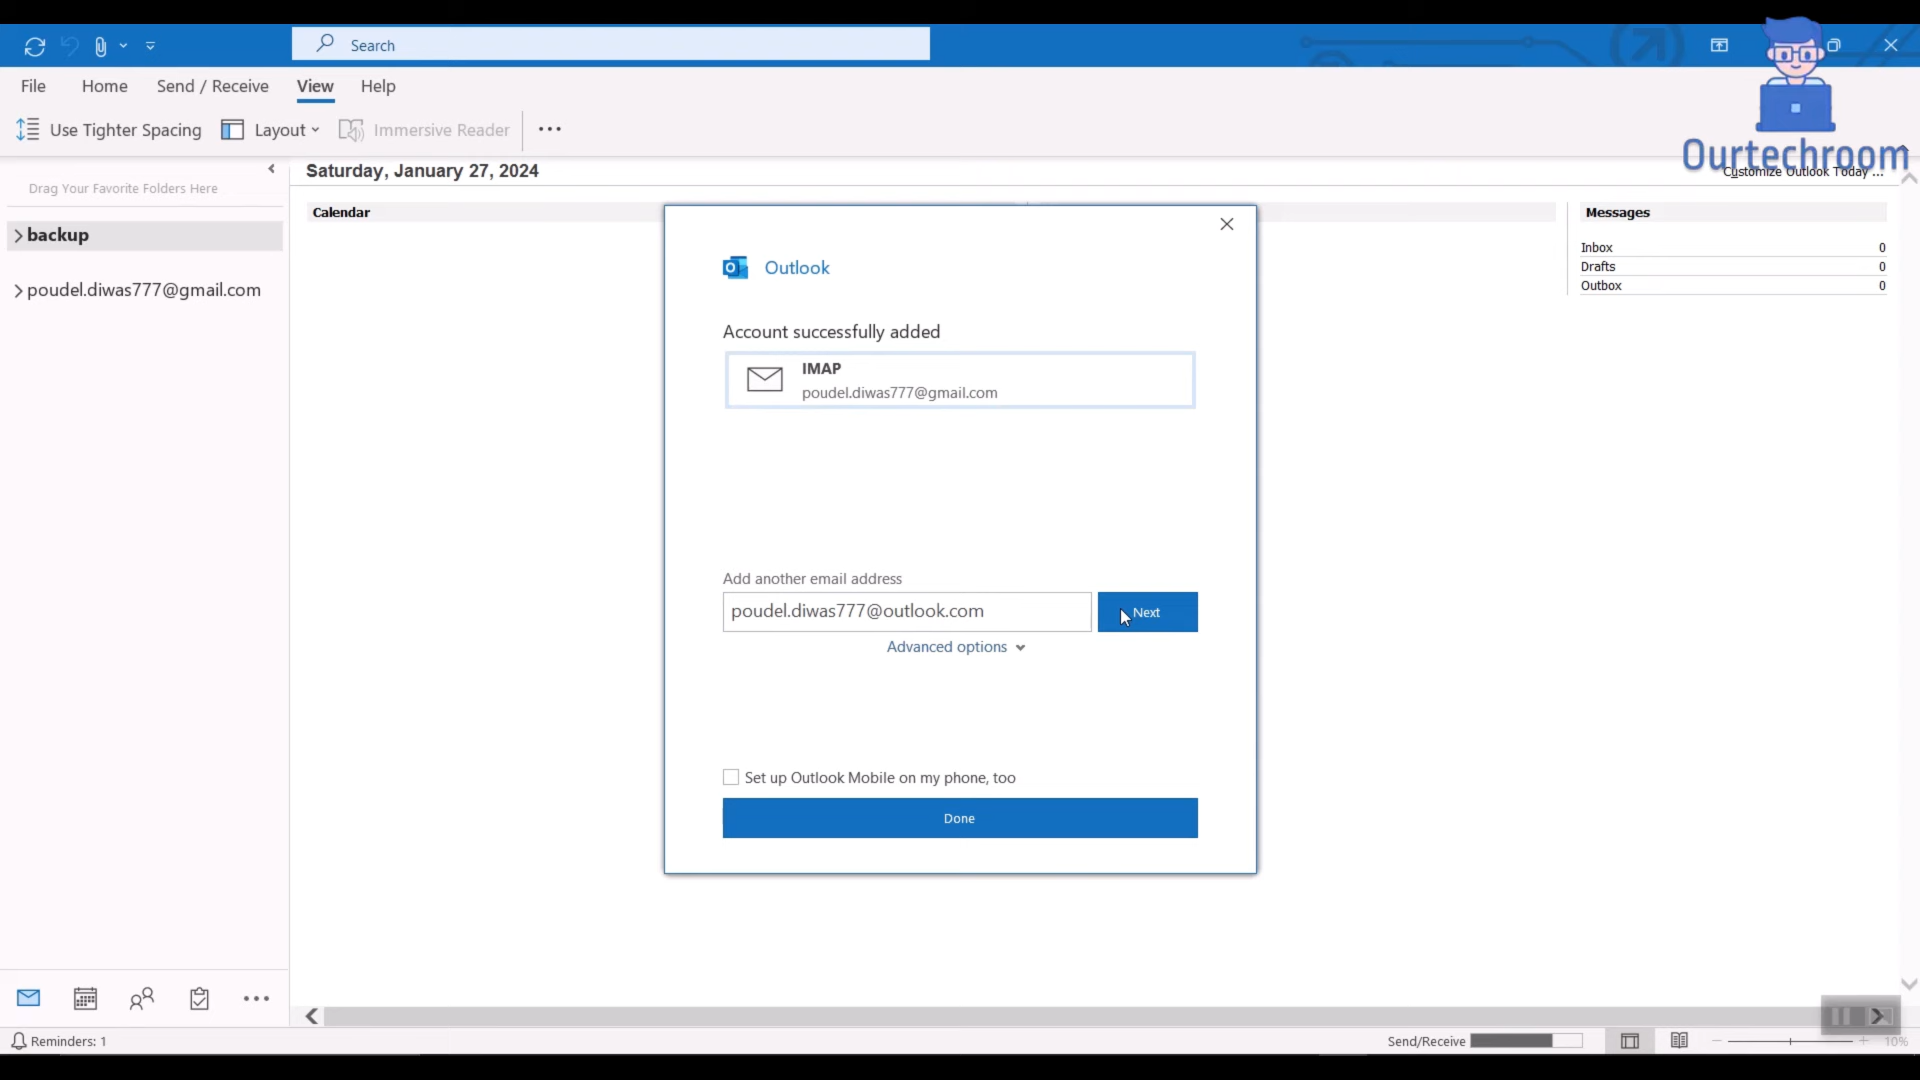 Search
File Home Send / Receive View Help
Use Tighter Spacing Layout Immersive Reader
Ourtechroom
Saturday, January 27, 2024
Customize Outlook Today ...
Drag Your Favorite Folders Here
Calendar
Messages
backup
Inbox 0
Drafts 0
Outbox 0
poudel.diwas777@gmail.com
Outlook
Account successfully added
IMAP
poudel.diwas777@gmail.com
Add another email address
poudel.diwas777@outlook.com
Next
Advanced options
Set up Outlook Mobile on my phone, too
Done
Reminders: 1
Send/Receive
10%